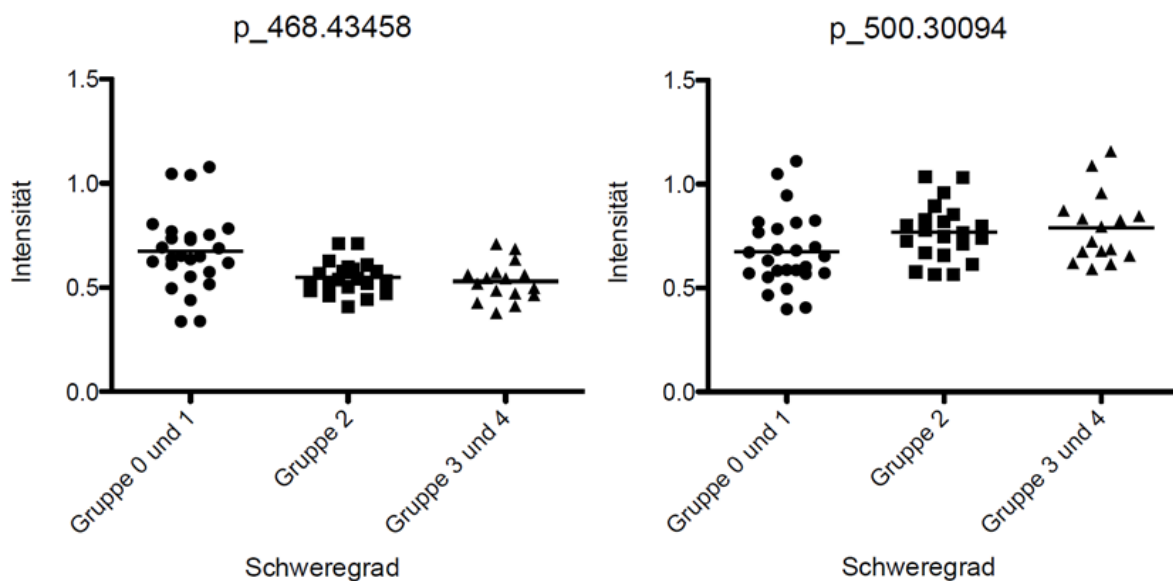 p_468.43458
1.5
1.0
0.5
0.0
Intensität
Gruppe 0 und 1
Gruppe 2
Gruppe 3 und 4
Schweregrad
p_500.30094
1.5
1.0
0.5
0.0
Intensität
Gruppe 0 und 1
Gruppe 2
Gruppe 3 und 4
Schweregrad